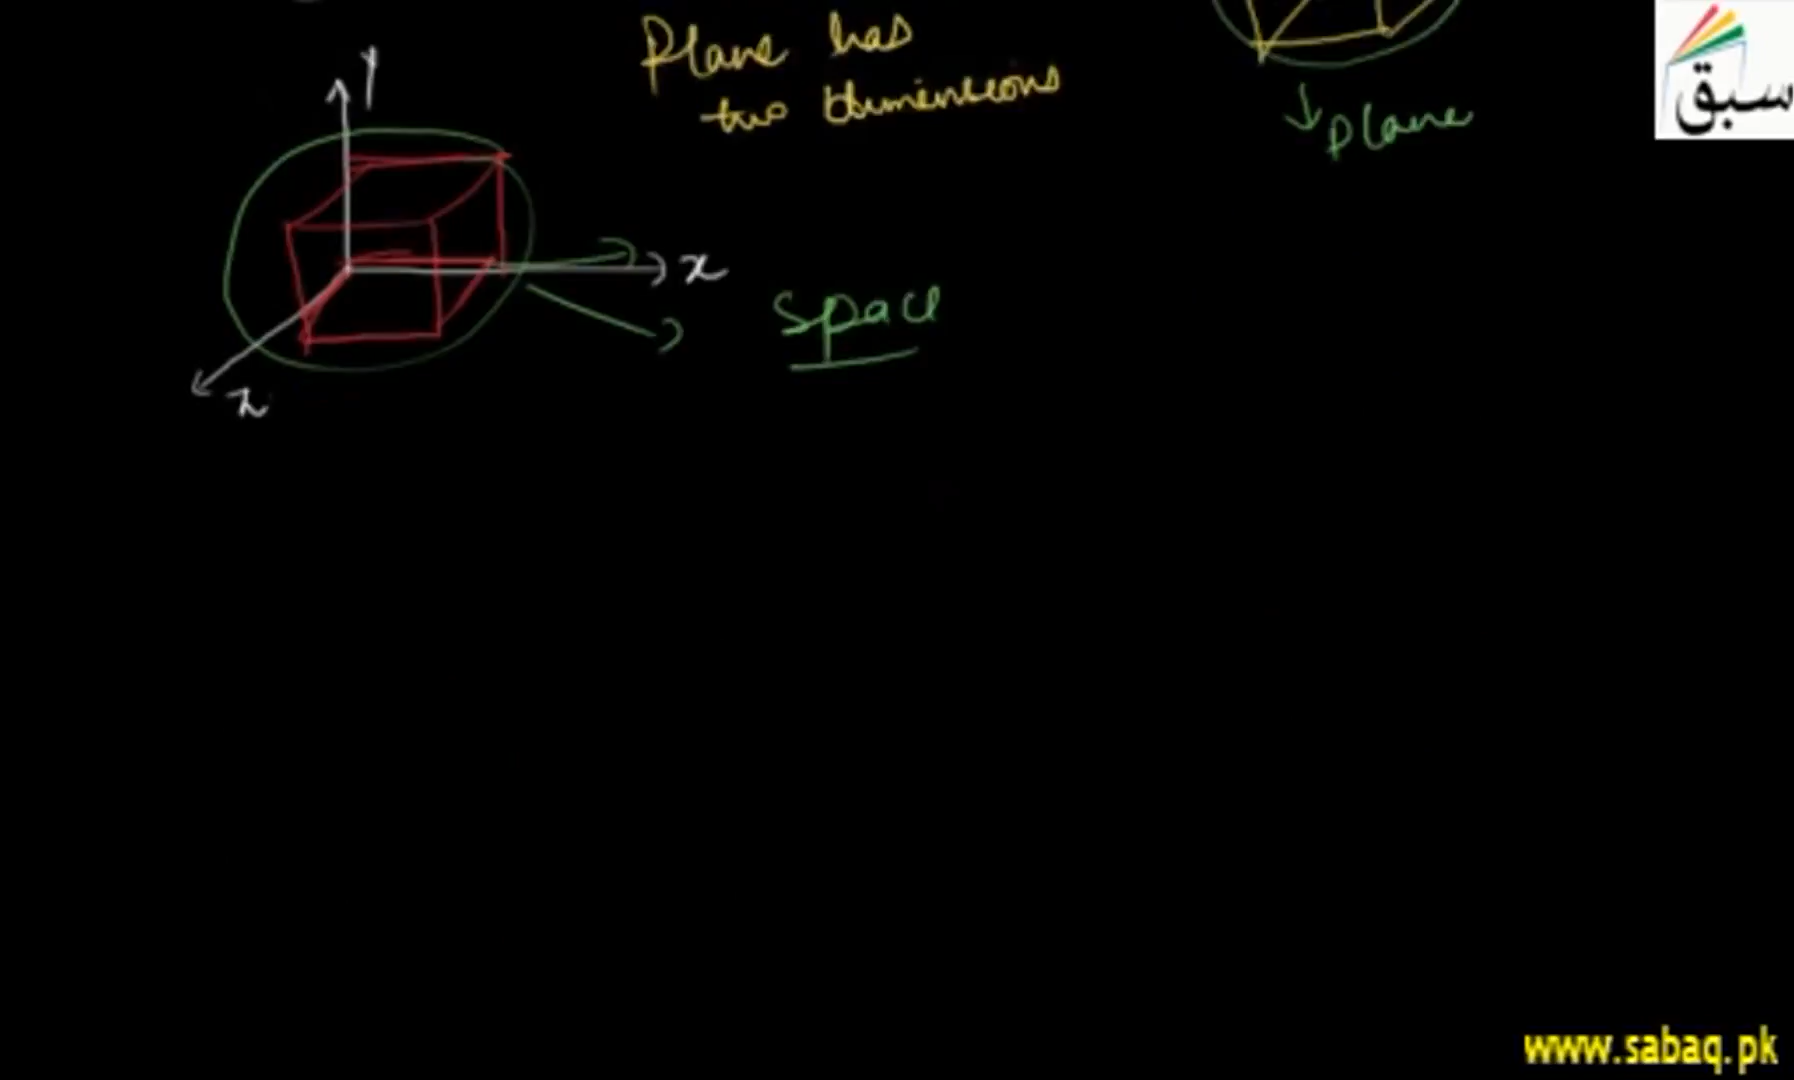 Plane has
two dimensions
plane
سبق
y
x
Space
z
www.sabaq.pk